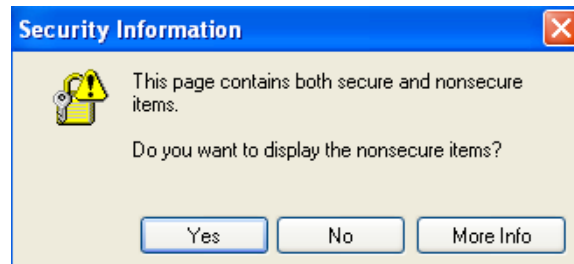 Security Information
This page contains both secure and nonsecure
items.
Do you want to display the nonsecure items?
Yes No More Info